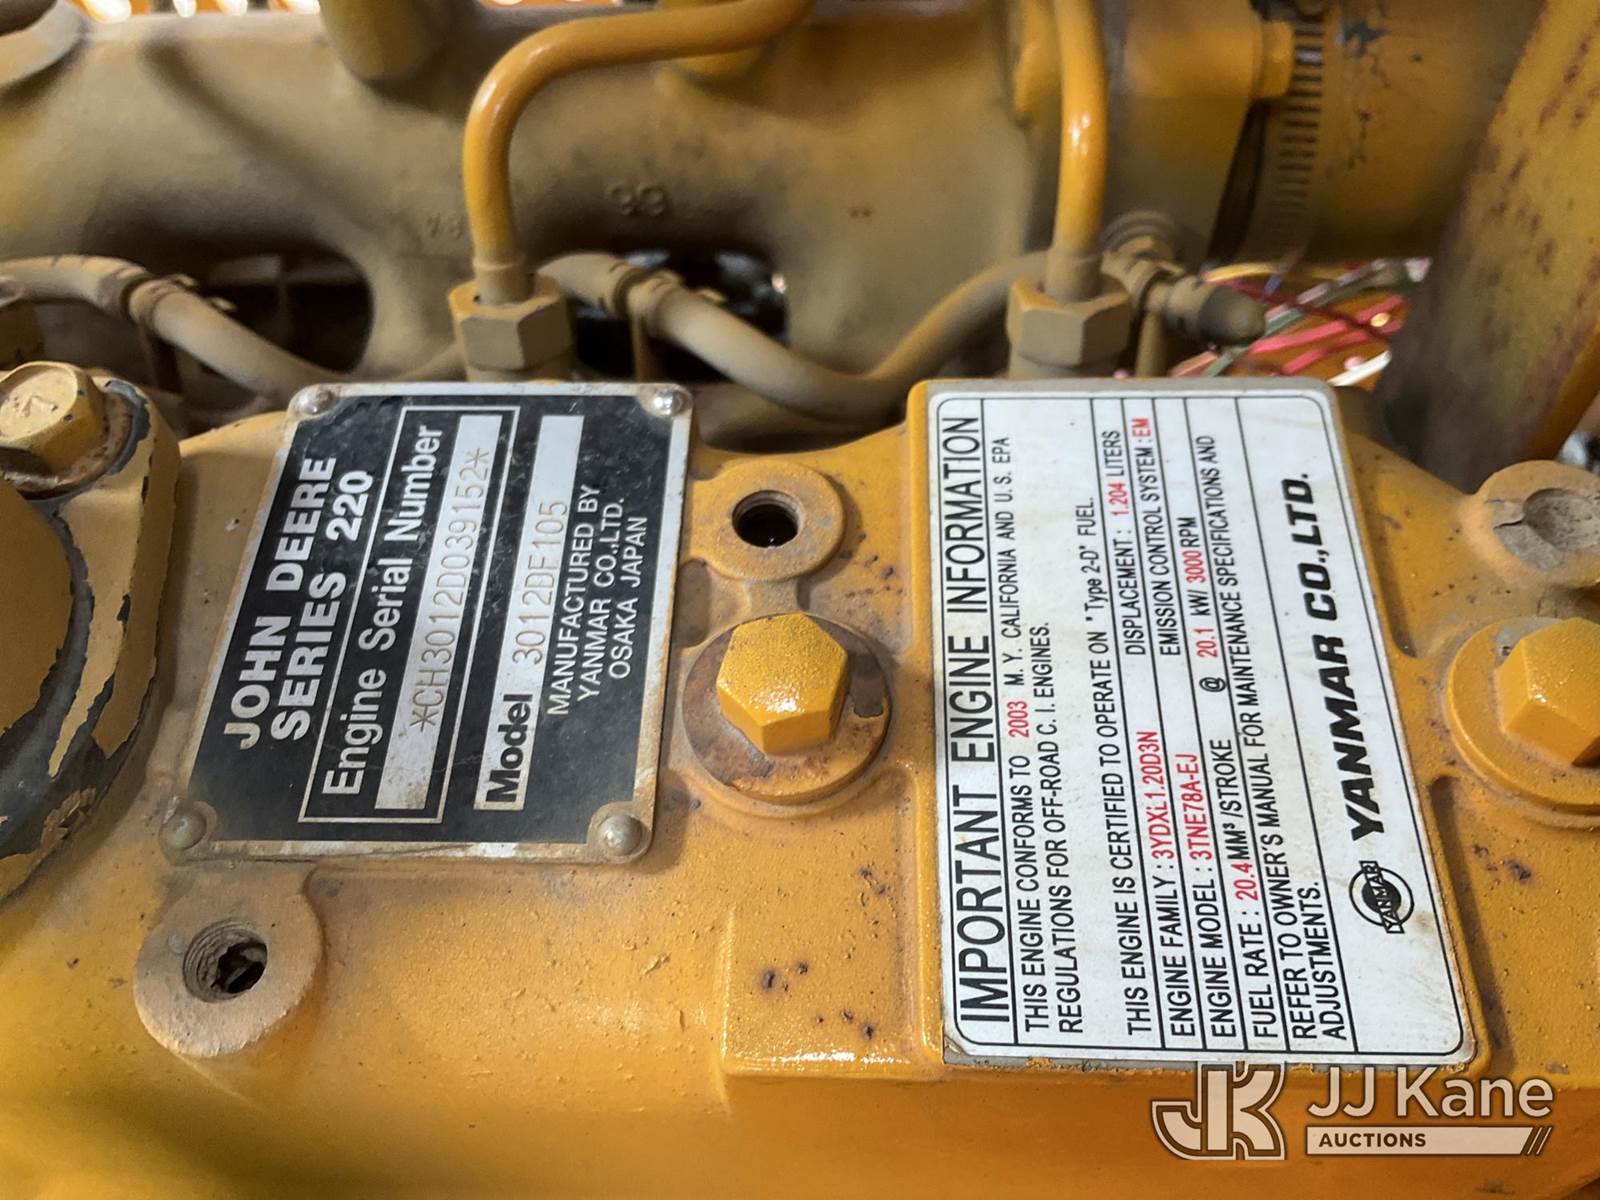 JOHN DEERE
SERIES 220
Engine Serial Number
*CH3012D039152*
Model 3012BF105
MANUFACTURED BY
YANMAR CO.,LTD.
OSAKA JAPAN
IMPORTANT ENGINE INFORMATION
THIS ENGINE CONFORMS TO 2003 M. Y. CALIFORNIA AND U. S. EPA
REGULATIONS FOR OFF-ROAD C. I. ENGINES.
THIS ENGINE IS CERTIFIED TO OPERATE ON " Type 2-D" FUEL.
ENGINE FAMILY : 3YDXL1.20D3N DISPLACEMENT : 1.204 LITERS
ENGINE MODEL : 3TNE78A-EJ EMISSION CONTROL SYSTEM : EM
FUEL RATE : 20.4 MM³ /STROKE @ 20.1 KW/ 3000 RPM
REFER TO OWNER'S MANUAL FOR MAINTENANCE SPECIFICATIONS AND
ADJUSTMENTS.
YANMAR YANMAR CO.,LTD.
JJ Kane
AUCTIONS